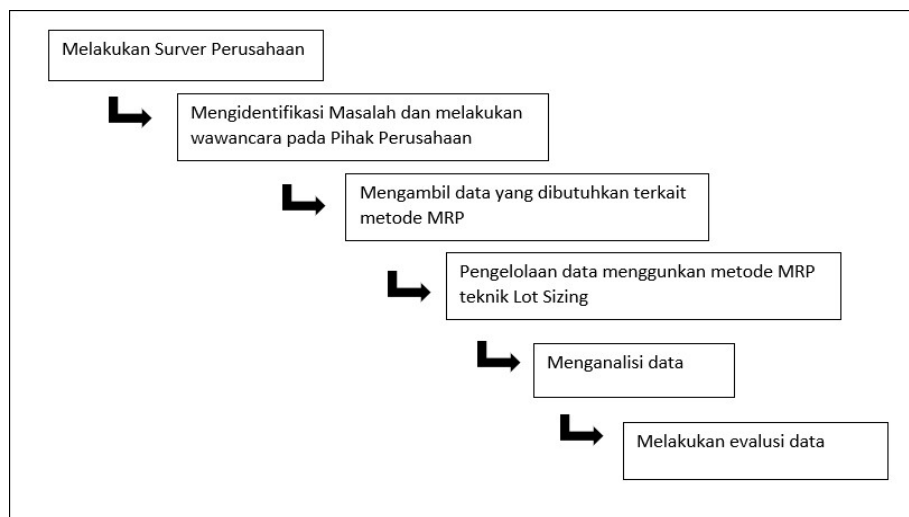 Melakukan Surver Perusahaan
Mengidentifikasi Masalah dan melakukan
wawancara pada Pihak Perusahaan
Mengambil data yang dibutuhkan terkait
metode MRP
Pengelolaan data menggunkan metode MRP
teknik Lot Sizing
Menganalisi data
Melakukan evalusi data